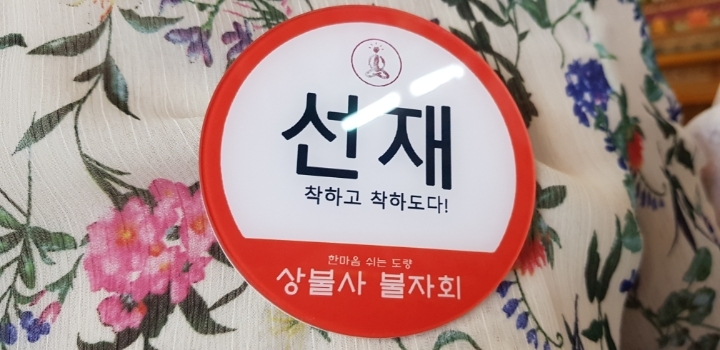 선재
착하고 착하도다!
한마음 쉬는 도량
상불사 불자회